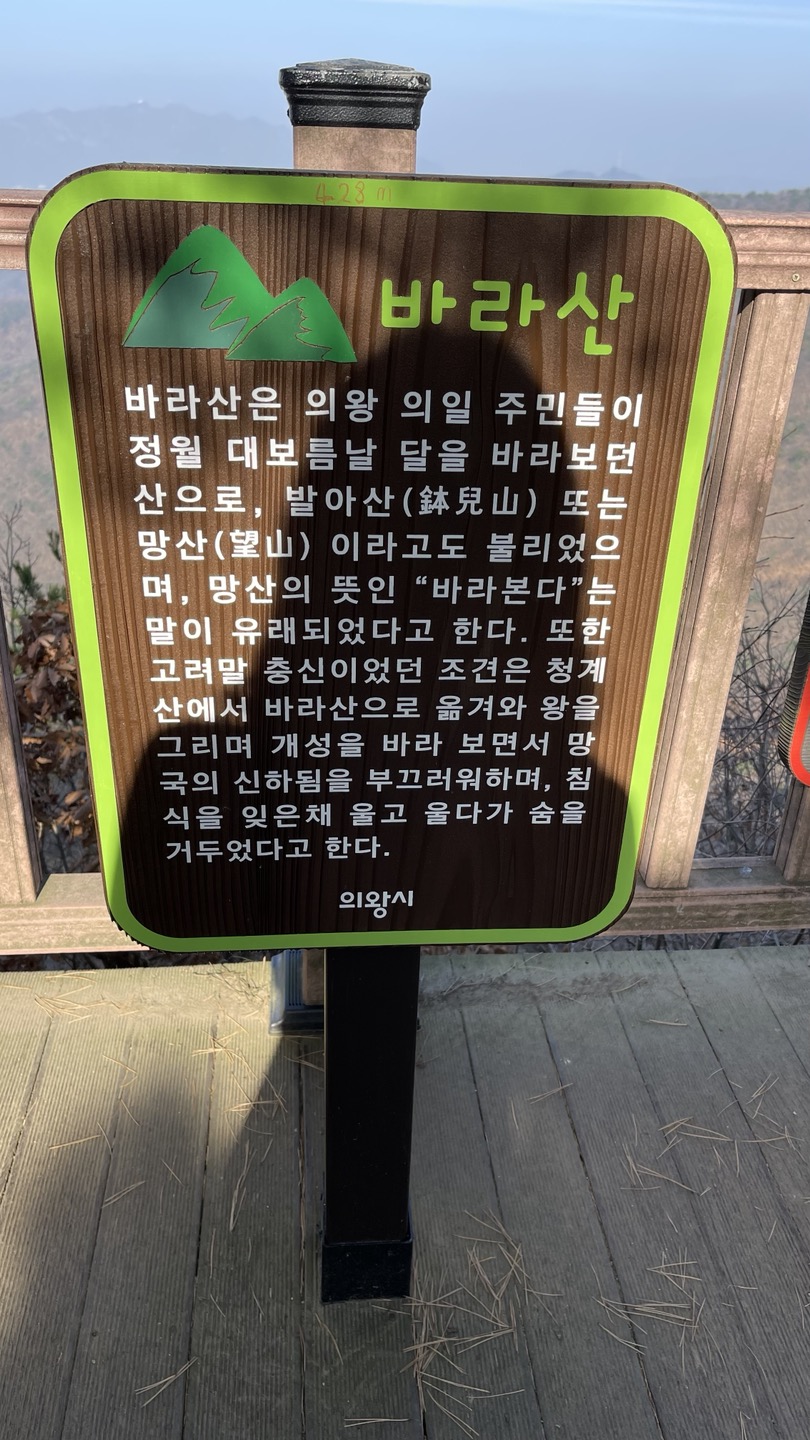 428m
바라산
바라산은 의왕 의일 주민들이
정월 대보름날 달을 바라보던
산으로, 발아산(鉢兒山) 또는
망산(望山) 이라고도 불리었으
며, 망산의 뜻인 “바라본다”는
말이 유래되었다고 한다. 또한
고려말 충신이었던 조견은 청계
산에서 바라산으로 옮겨와 왕을
그리며 개성을 바라 보면서 망
국의 신하됨을 부끄러워하며, 침
식을 잊은채 울고 울다가 숨을
거두었다고 한다.
의왕시